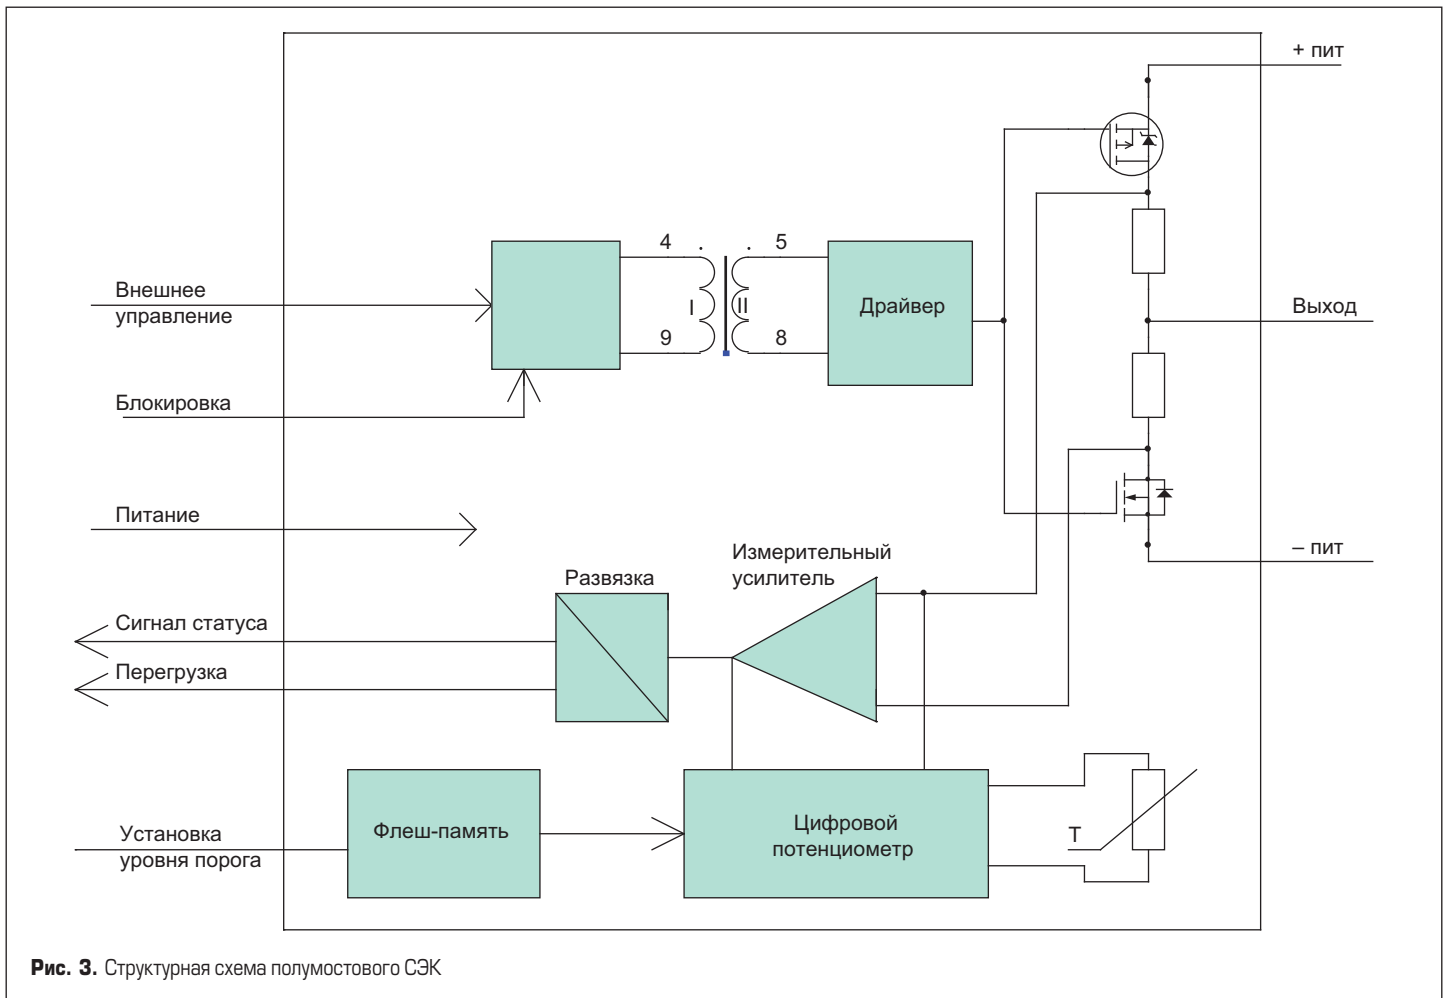 + пит
4
5
Внешнее
управление
I
II
Драйвер
Выход
9
8
Блокировка
Питание
– пит
Измерительный
усилитель
Развязка
Сигнал статуса
Перегрузка
Установка
уровня порога
Флеш-память
Цифровой
потенциометр
T
Рис. 3. Структурная схема полумостового СЭК